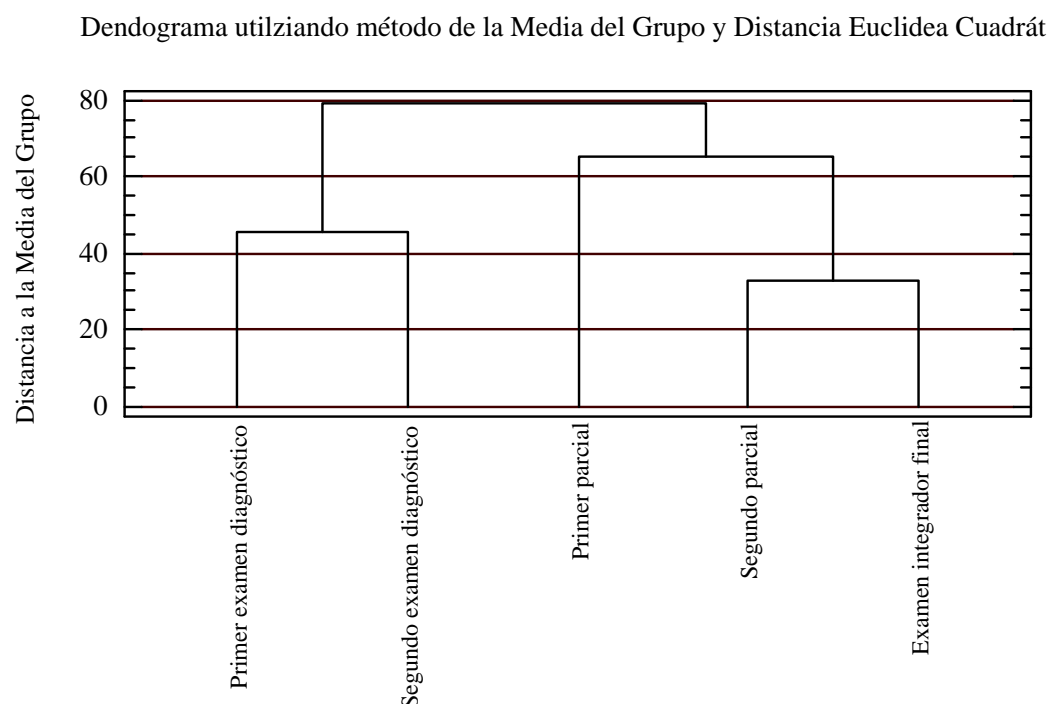 Dendograma utilziando método de la Media del Grupo y Distancia Euclidea Cuadrát
Distancia a la Media del Grupo
80
60
40
20
0
Primer examen diagnóstico
Segundo examen diagnóstico
Primer parcial
Segundo parcial
Examen integrador final